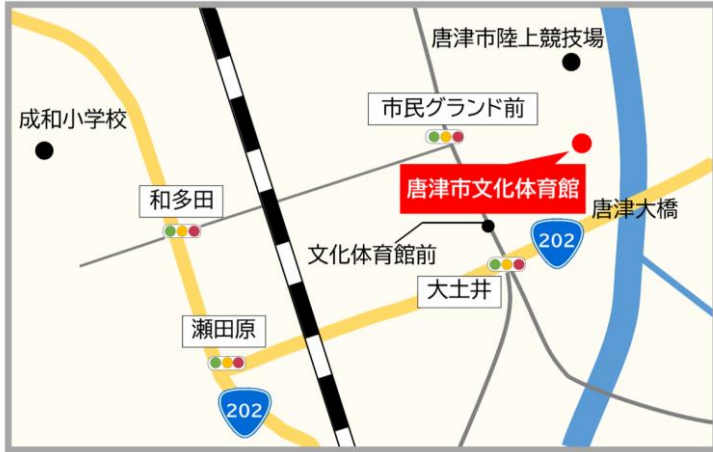 唐津市陸上競技場
市民グランド前
成和小学校
唐津市文化体育館
和多田
唐津大橋
202
文化体育館前
大土井
瀬田原
202